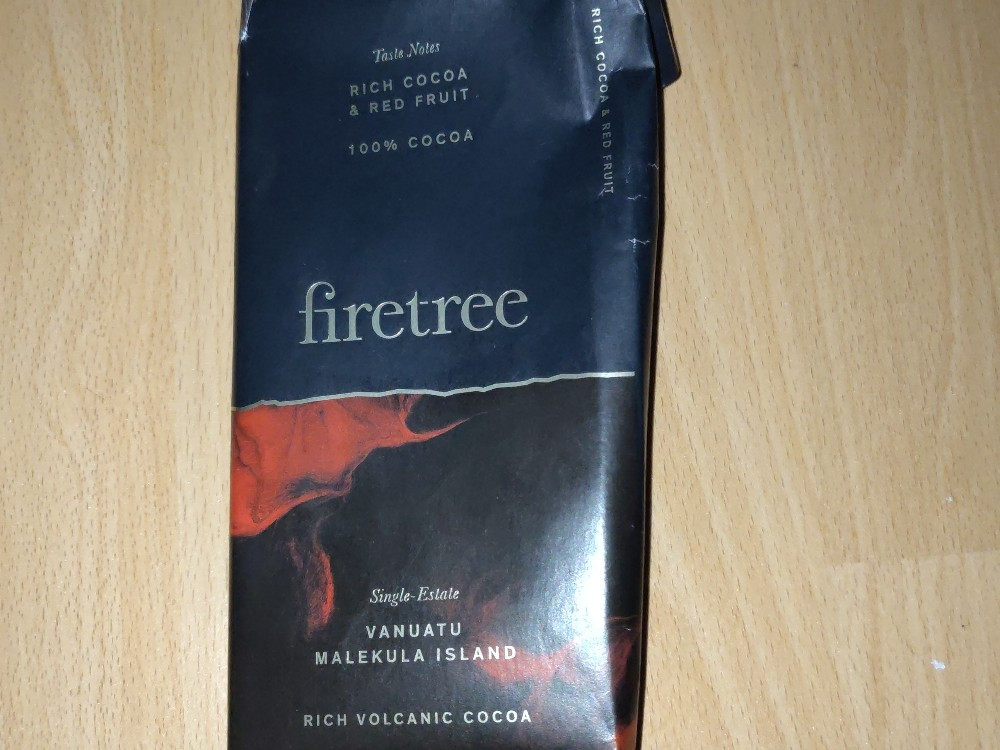 Taste Notes
RICH COCOA
& RED FRUIT
100% COCOA
RICH COCOA & RED FRUIT
firetree
Single-Estate
VANUATU
MALEKULA ISLAND
RICH VOLCANIC COCOA